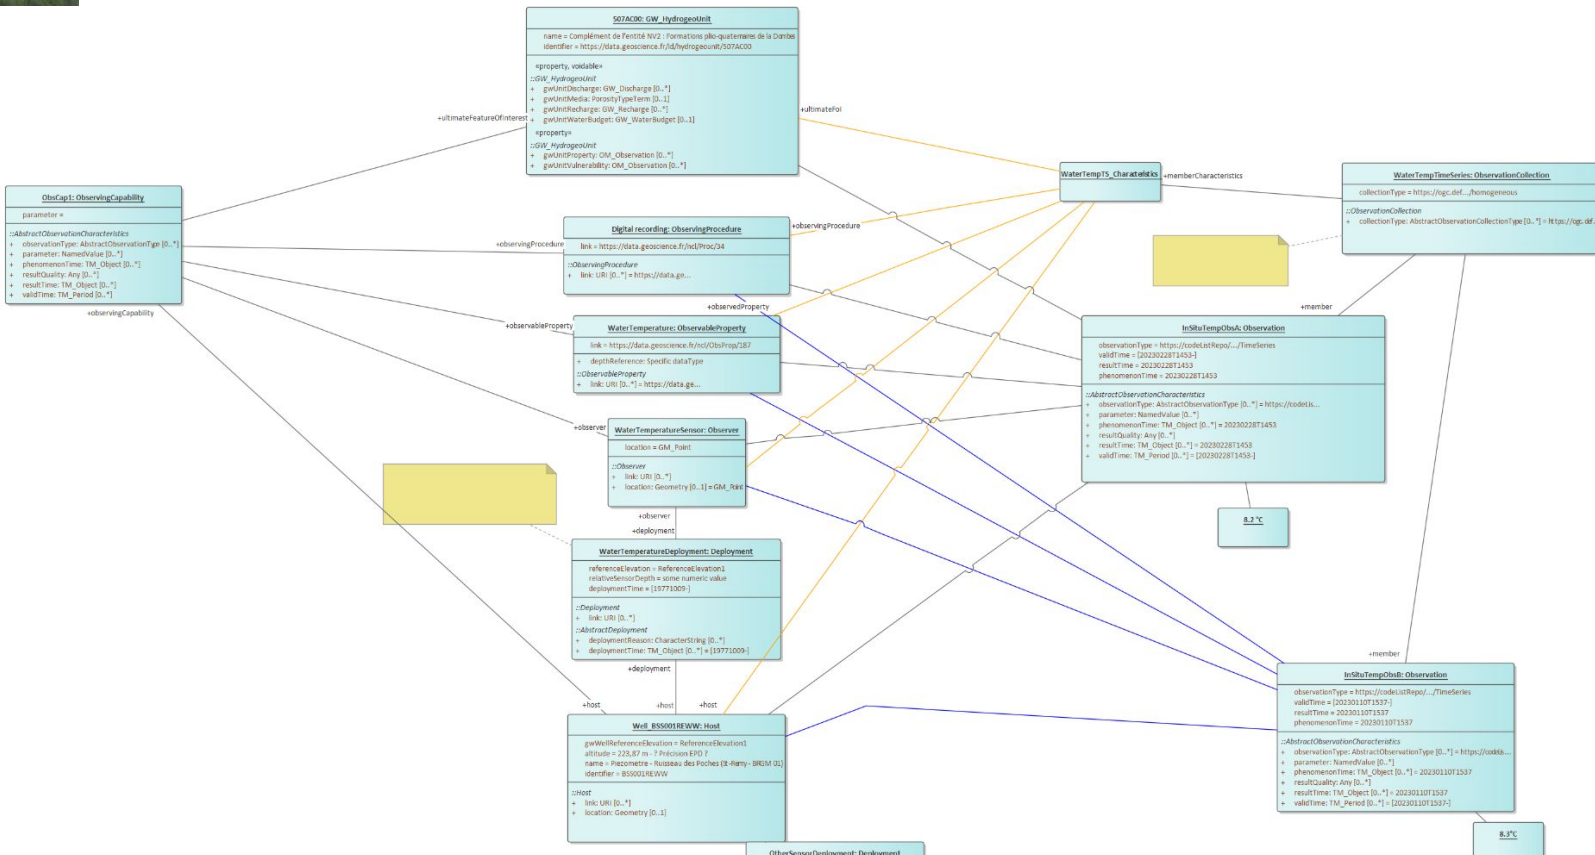 S07AC00: GW_HydrogeoUnit
name = Complément de l'entité NV2 : Formations plio-quaternaires de la Dombes
identifier = https://data.geoscience.fr/id/hydrogeounit/507AC00
«property, voidable»
::GW_HydrogeoUnit
+ gwUnitDischarge: GW_Discharge [0..*]
+ gwUnitMedia: PorosityTypeTerm [0..1]
+ gwUnitRecharge: GW_Recharge [0..*]
+ gwUnitWaterBudget: GW_WaterBudget [0..1]
«property»
::GW_HydrogeoUnit
+ gwUnitProperty: OM_Observation [0..*]
+ gwUnitVulnerability: OM_Observation [0..*]
+ultimateFeatureOfInterest
+ultimateFoI
WaterTempTS_Characteristics
+memberCharacteristics
WaterTempTimeSeries: ObservationCollection
collectionType = https://ogc.def.../homogeneous
::ObservationCollection
+ collectionType: AbstractObservationCollectionType [0..*] = https://ogc.def.
ObsCap1: ObservingCapability
parameter =
::AbstractObservationCharacteristics
+ observationType: AbstractObservationType [0..*]
+ parameter: NamedValue [0..*]
+ phenomenonTime: TM_Object [0..*]
+ resultQuality: Any [0..*]
+ resultTime: TM_Object [0..*]
+ validTime: TM_Period [0..*]
+observingCapability
+observingProcedure
Digital recording: ObservingProcedure
link = https://data.geoscience.fr/ncl/Proc/34
::ObservingProcedure
+ link: URI [0..*] = https://data.ge...
+observingProcedure
+observedProperty
+observableProperty
WaterTemperature: ObservableProperty
link = https://data.geoscience.fr/ncl/ObsProp/187
+ depthReference: Specific dataType
::ObservableProperty
+ link: URI [0..*] = https://data.ge...
+member
InSituTempObsA: Observation
observationType = https://codeListRepo/.../TimeSeries
validTime = [20230228T1453-]
resultTime = 20230228T1453
phenomenonTime = 20230228T1453
::AbstractObservationCharacteristics
+ observationType: AbstractObservationType [0..*] = https://codeLis...
+ parameter: NamedValue [0..*]
+ phenomenonTime: TM_Object [0..*] = 20230228T1453
+ resultQuality: Any [0..*]
+ resultTime: TM_Object [0..*] = 20230228T1453
+ validTime: TM_Period [0..*] = [20230228T1453-]
8.2 °C
+observer
WaterTemperatureSensor: Observer
location = GM_Point
::Observer
+ link: URI [0..*]
+ location: Geometry [0..1] = GM_Point
+observer
+deployment
WaterTemperatureDeployment: Deployment
referenceElevation = ReferenceElevation1
relativeSensorDepth = some numeric value
deploymentTime = [19771009-]
::Deployment
+ link: URI [0..*]
::AbstractDeployment
+ deploymentReason: CharacterString [0..*]
+ deploymentTime: TM_Object [0..*] = [19771009-]
+deployment
+host
+host
+host
Well_BSS001REWW: Host
gwWellReferenceElevation = ReferenceElevation1
altitude = 223,87 m - ? Précision EPD ?
name = Piezometre - Ruisseau des Poches (St-Remy - BRGM 01)
identifier = BSS001REWW
::Host
+ link: URI [0..*]
+ location: Geometry [0..1]
+member
InSituTempObsB: Observation
observationType = https://codeListRepo/.../TimeSeries
validTime = [20230110T1537-]
resultTime = 20230110T1537
phenomenonTime = 20230110T1537
::AbstractObservationCharacteristics
+ observationType: AbstractObservationType [0..*] = https://codeLis...
+ parameter: NamedValue [0..*]
+ phenomenonTime: TM_Object [0..*] = 20230110T1537
+ resultQuality: Any [0..*]
+ resultTime: TM_Object [0..*] = 20230110T1537
+ validTime: TM_Period [0..*] = [20230110T1537-]
8.3°C
OtherSensorDeployment: Deployment